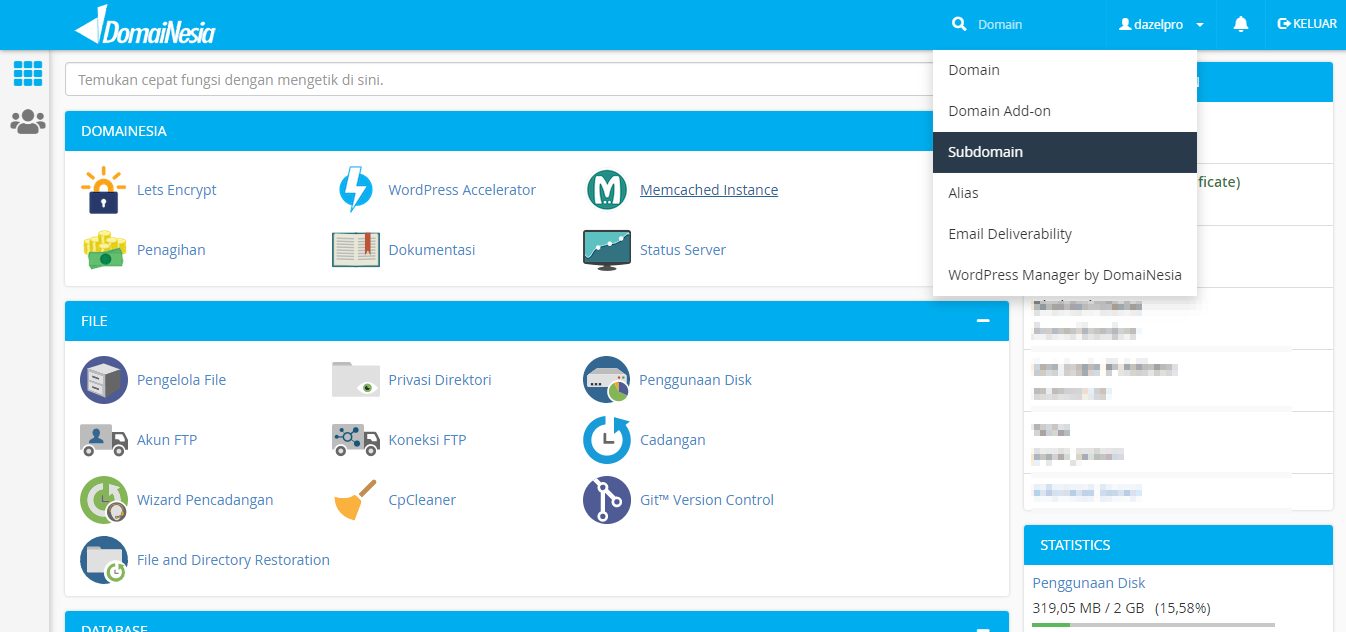 DomaiNesia
Domain
dazelpro
KELUAR
Temukan cepat fungsi dengan mengetik di sini.
Domain
Domain Add-on
Subdomain
Alias
Email Deliverability
WordPress Manager by DomaiNesia
DOMAINESIA
Lets Encrypt
WordPress Accelerator
Memcached Instance
Penagihan
Dokumentasi
Status Server
FILE
Pengelola File
Privasi Direktori
Penggunaan Disk
Akun FTP
Koneksi FTP
Cadangan
Wizard Pencadangan
CpCleaner
Git™ Version Control
File and Directory Restoration
DATABASE
ficate)
STATISTICS
Penggunaan Disk
319,05 MB / 2 GB (15,58%)